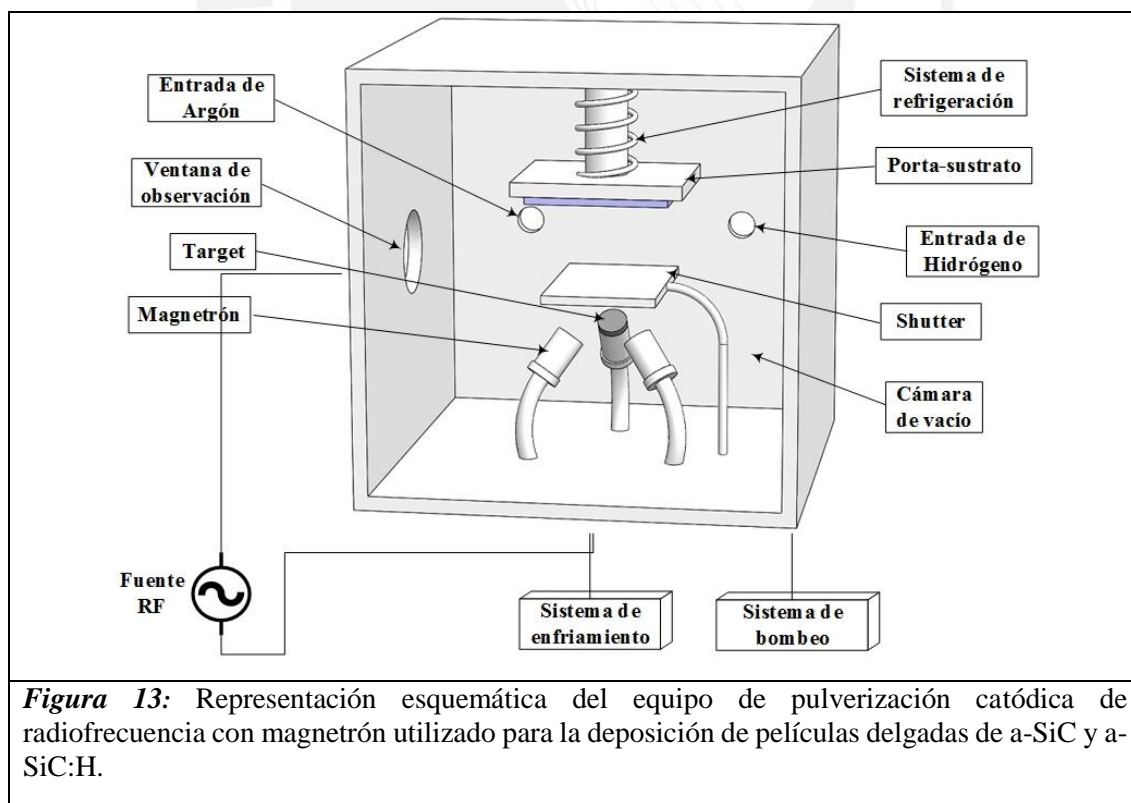 Entrada de
Argón
Ventana de
observación
Target
Magnetrón
Sistema de
refrigeración
Porta-sustrato
Entrada de
Hidrógeno
Shutter
Cámara
de vacío
Fuente
RF
Sistema de
enfriamiento
Sistema de
bombeo
Figura 13: Representación esquemática del equipo de pulverización catódica de
radiofrecuencia con magnetrón utilizado para la deposición de películas delgadas de a-SiC y a-
SiC:H.